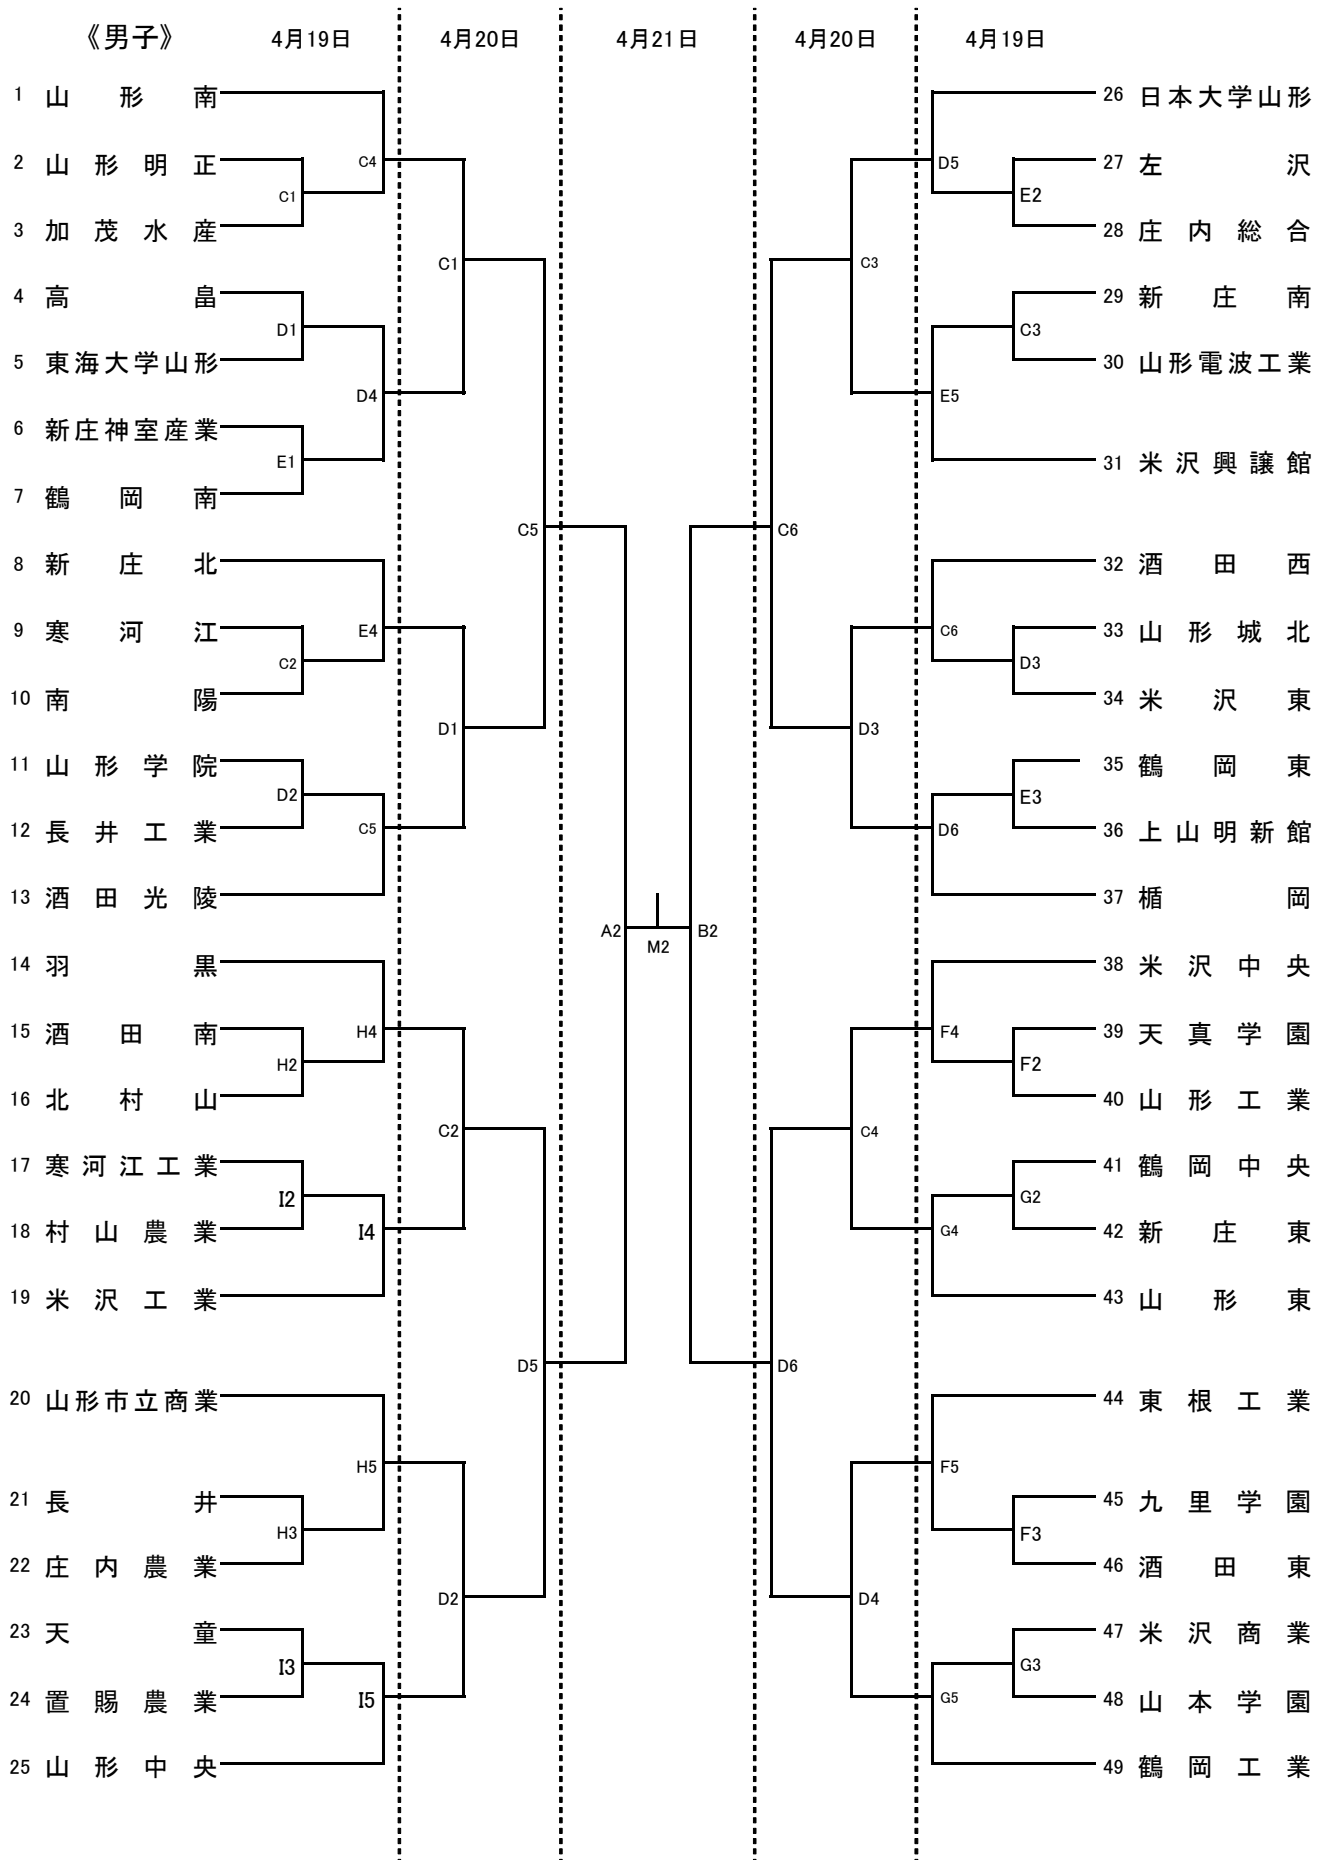 《男子》 4月19日 4月20日 4月21日 4月20日 4月19日
1 山形南
2 山形明正
3 加茂水産
4 高畠
5 東海大学山形
6 新庄神室産業
7 鶴岡南
8 新庄北
9 寒河江
10 南陽
11 山形学院
12 長井工業
13 酒田光陵
14 羽黒
15 酒田南
16 北村山
17 寒河江工業
18 村山農業
19 米沢工業
20 山形市立商業
21 長井
22 庄内農業
23 天童
24 置賜農業
25 山形中央
C4
C1
D1
D4
E1
E4
C2
D2
C5
H4
H2
I2
I4
H5
H3
I3
I5
C1
D1
C2
D2
C5
D5
A2
M2
B2
C6
D6
C3
D3
C4
D4
D5
E2
C3
E5
C6
D3
E3
D6
F4
F2
G2
G4
F5
F3
G3
G5
26 日本大学山形
27 左沢
28 庄内総合
29 新庄南
30 山形電波工業
31 米沢興譲館
32 酒田西
33 山形城北
34 米沢東
35 鶴岡東
36 上山明新館
37 楯岡
38 米沢中央
39 天真学園
40 山形工業
41 鶴岡中央
42 新庄東
43 山形東
44 東根工業
45 九里学園
46 酒田東
47 米沢商業
48 山本学園
49 鶴岡工業